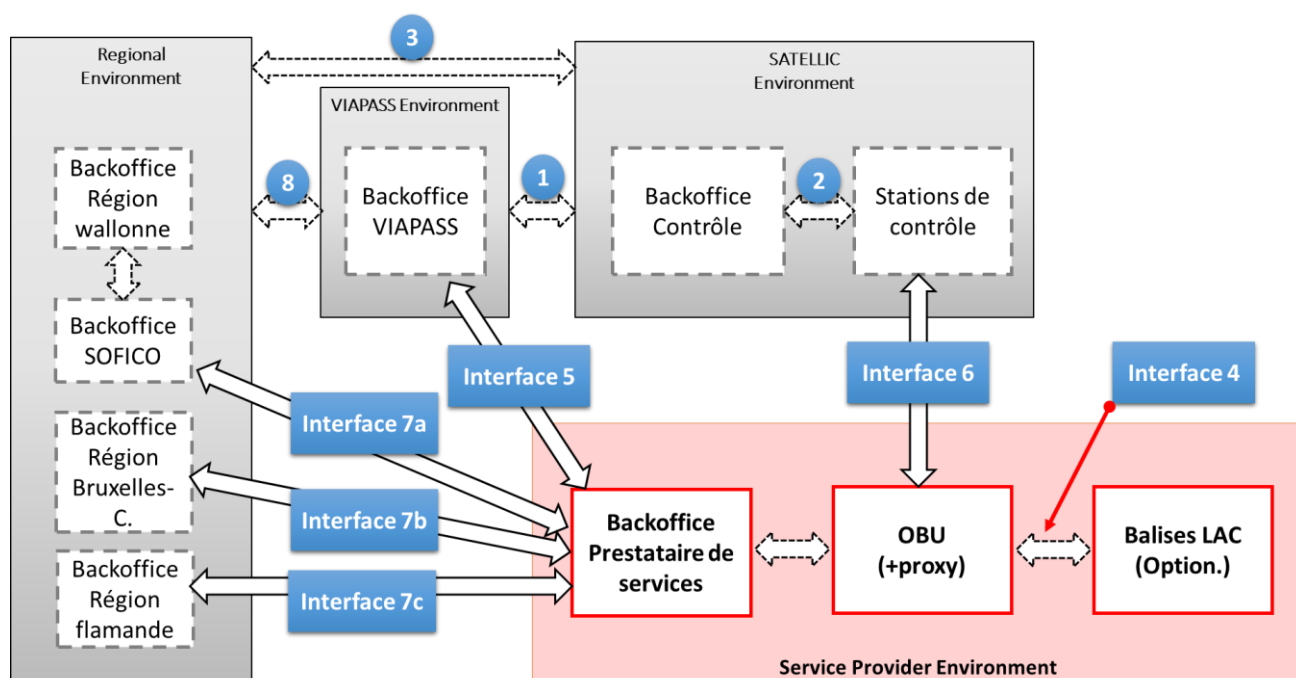 3
Regional
Environment
SATELLIC
Environment
VIAPASS Environment
Backoffice
Région
wallonne
8
Backoffice
VIAPASS
1
Backoffice
Contrôle
2
Stations de
contrôle
Backoffice
SOFICO
Interface 5
Interface 6
Interface 4
Interface 7a
Backoffice
Région
Bruxelles-
C.
Interface 7b
Backoffice
Prestataire de
services
OBU
(+proxy)
Balises LAC
(Option.)
Backoffice
Région
flamande
Interface 7c
Service Provider Environment